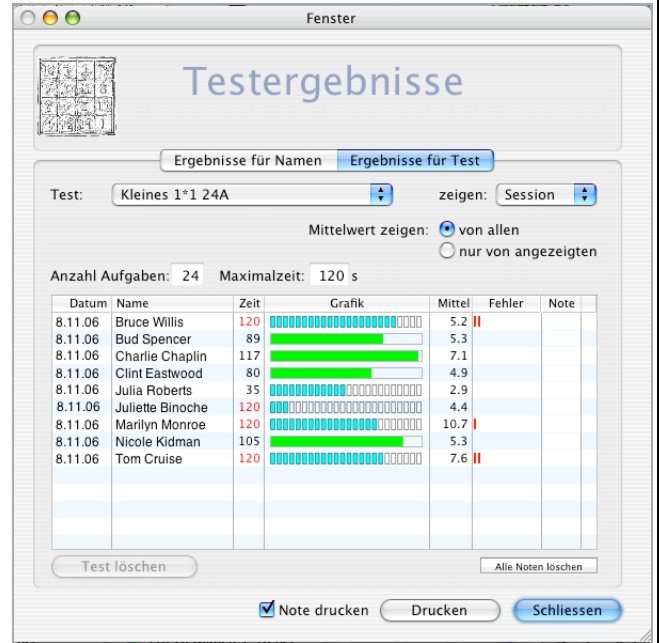 Fenster
Testergebnisse
Ergebnisse für Namen Ergebnisse für Test
Test: Kleines 1*1 24A zeigen: Session
Mittelwert zeigen: von allen
nur von angezeigten
Anzahl Aufgaben: 24 Maximalzeit: 120 s
Datum Name Zeit Grafik Mittel Fehler Note
8.11.06 Bruce Willis 120 5.2
8.11.06 Bud Spencer 89 5.3
8.11.06 Charlie Chaplin 117 7.1
8.11.06 Clint Eastwood 80 4.9
8.11.06 Julia Roberts 35 2.9
8.11.06 Juliette Binoche 120 4.4
8.11.06 Marilyn Monroe 120 10.7
8.11.06 Nicole Kidman 105 5.3
8.11.06 Tom Cruise 120 7.6
Test löschen Alle Noten löschen
Note drucken Drucken Schliessen